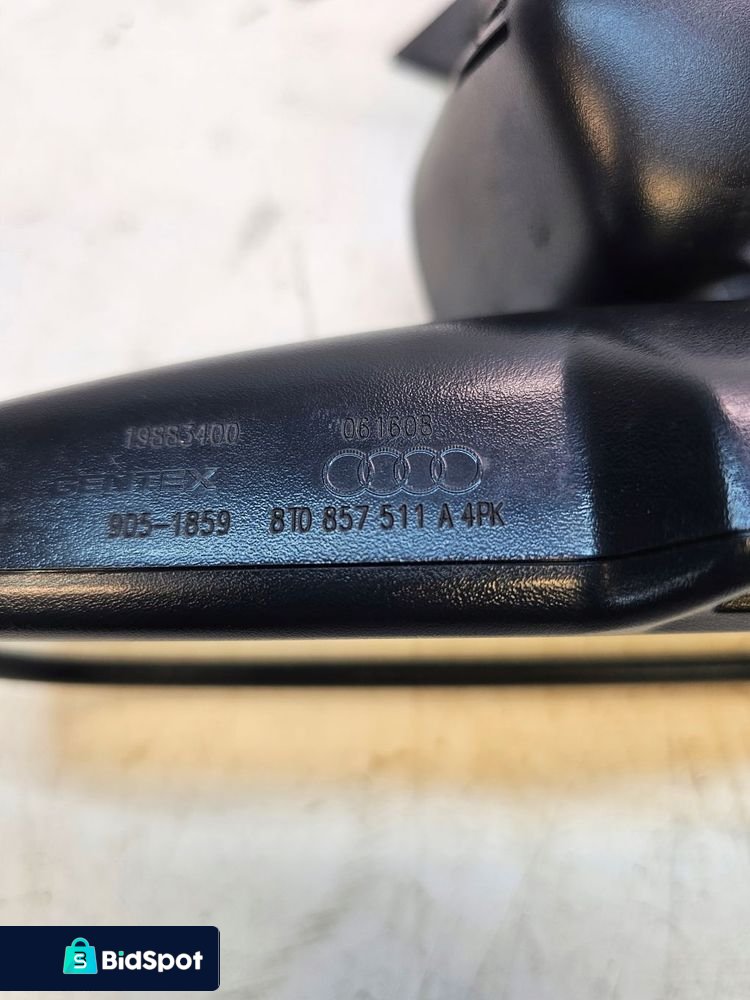 19883400 061608
GENTEX
905-1859 8T0 857 511 A 4PK
BidSpot